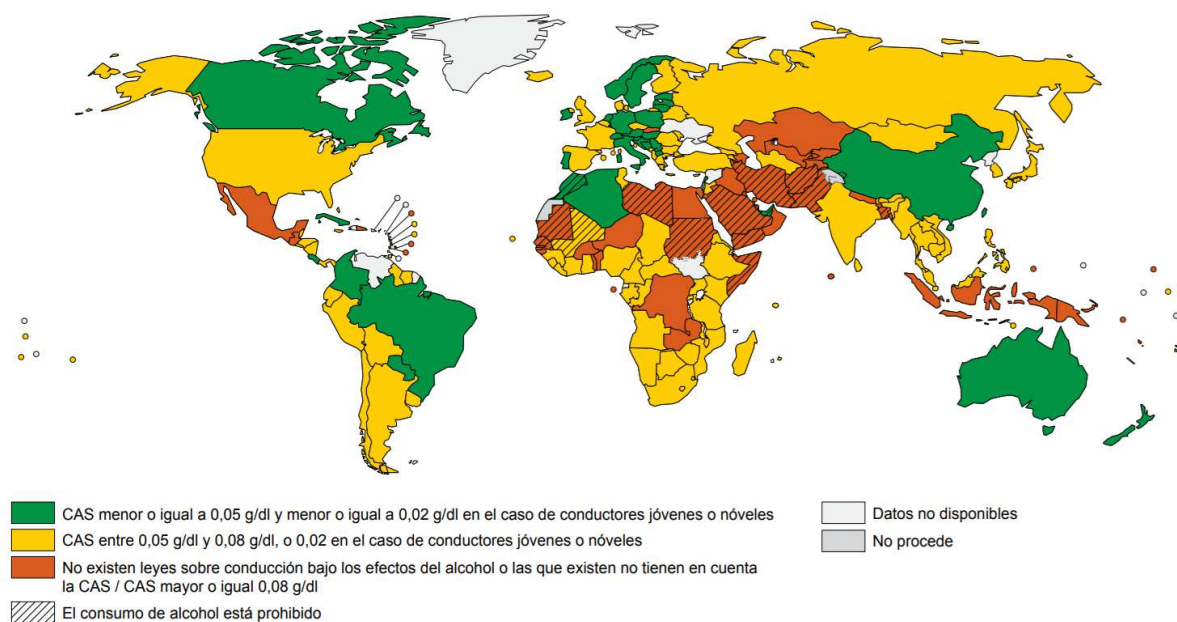 CAS menor o igual a 0,05 g/dl y menor o igual a 0,02 g/dl en el caso de conductores jóvenes o nóveles
CAS entre 0,05 g/dl y 0,08 g/dl, o 0,02 en el caso de conductores jóvenes o nóveles
No existen leyes sobre conducción bajo los efectos del alcohol o las que existen no tienen en cuenta
la CAS / CAS mayor o igual 0,08 g/dl
El consumo de alcohol está prohibido
Datos no disponibles
No procede